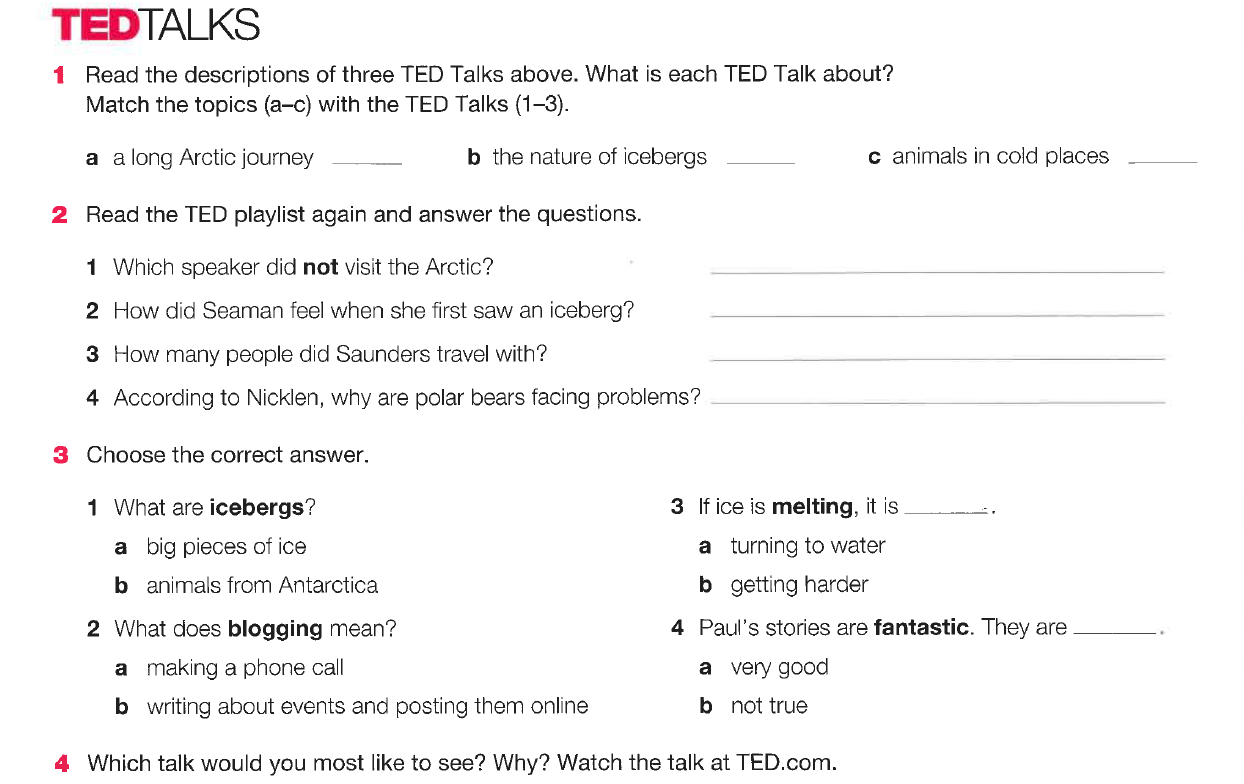 TEDTALKS
1 Read the descriptions of three TED Talks above. What is each TED Talk about?
Match the topics (a–c) with the TED Talks (1–3).
a a long Arctic journey ______ b the nature of icebergs ______ c animals in cold places ______
2 Read the TED playlist again and answer the questions.
1 Which speaker did not visit the Arctic? ______
2 How did Seaman feel when she first saw an iceberg? ______
3 How many people did Saunders travel with? ______
4 According to Nicklen, why are polar bears facing problems? ______
3 Choose the correct answer.
1 What are icebergs?
a big pieces of ice
b animals from Antarctica
2 What does blogging mean?
a making a phone call
b writing about events and posting them online
3 If ice is melting, it is ______.
a turning to water
b getting harder
4 Paul's stories are fantastic. They are ______.
a very good
b not true
4 Which talk would you most like to see? Why? Watch the talk at TED.com.